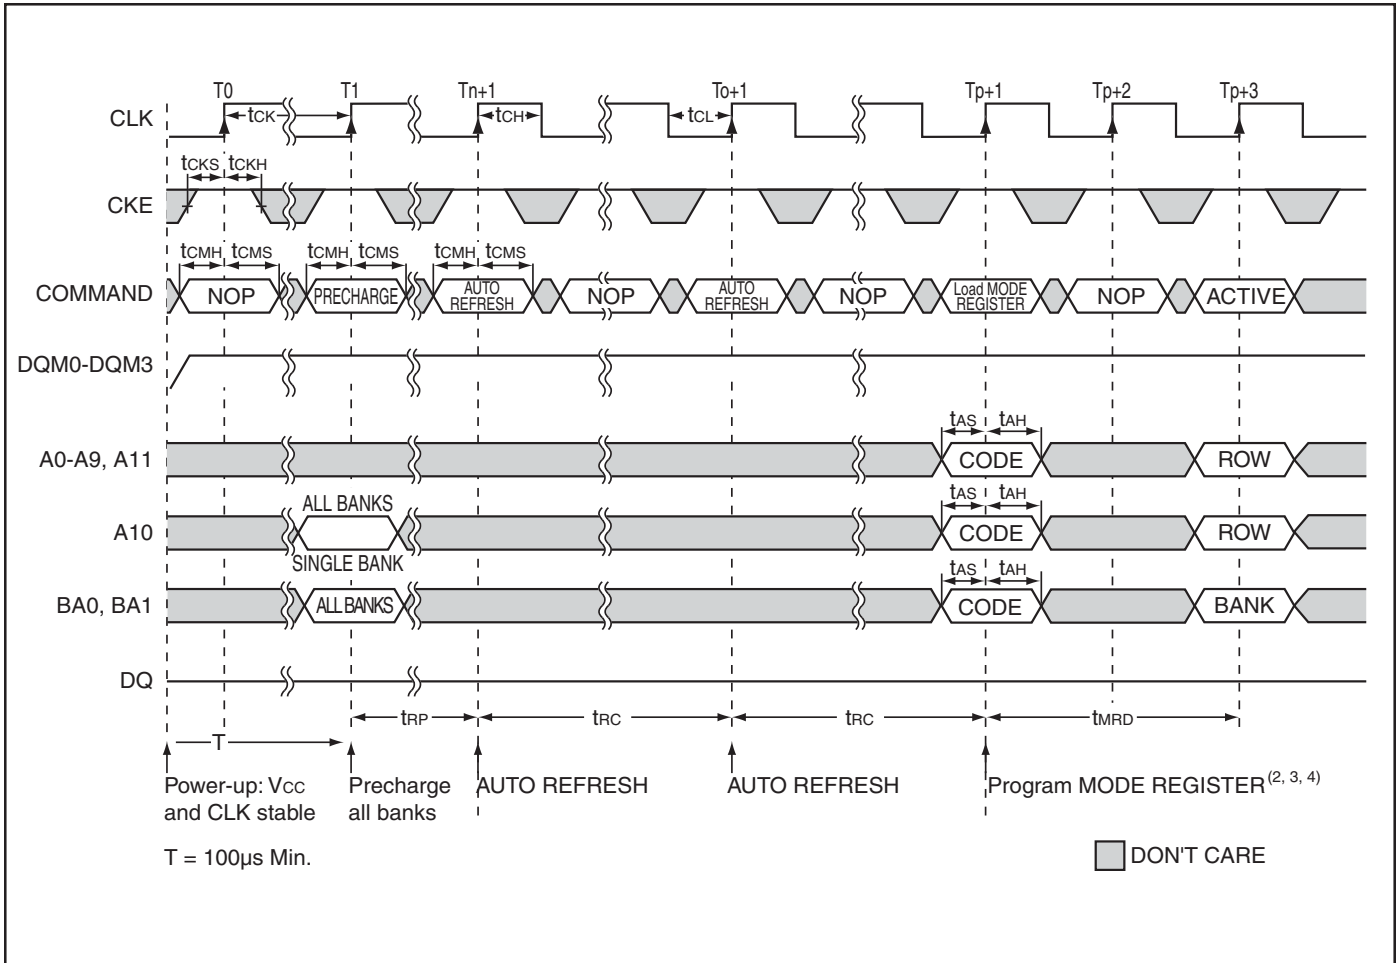 T0 T1 Tn+1 To+1 Tp+1 Tp+2 Tp+3
CLK tCK tCH tCL
tCKS tCKH
CKE
tCMH tCMS tCMH tCMS tCMH tCMS
COMMAND NOP PRECHARGE AUTO REFRESH NOP AUTO REFRESH NOP Load MODE REGISTER NOP ACTIVE
DQM0-DQM3
tAS tAH
A0-A9, A11 CODE ROW
ALL BANKS tAS tAH
A10 CODE ROW
SINGLE BANK tAS tAH
BA0, BA1 ALL BANKS CODE BANK
DQ
tRP tRC tRC tMRD
T
Power-up: VCC Precharge AUTO REFRESH AUTO REFRESH Program MODE REGISTER(2, 3, 4)
and CLK stable all banks
T = 100µs Min. DON'T CARE